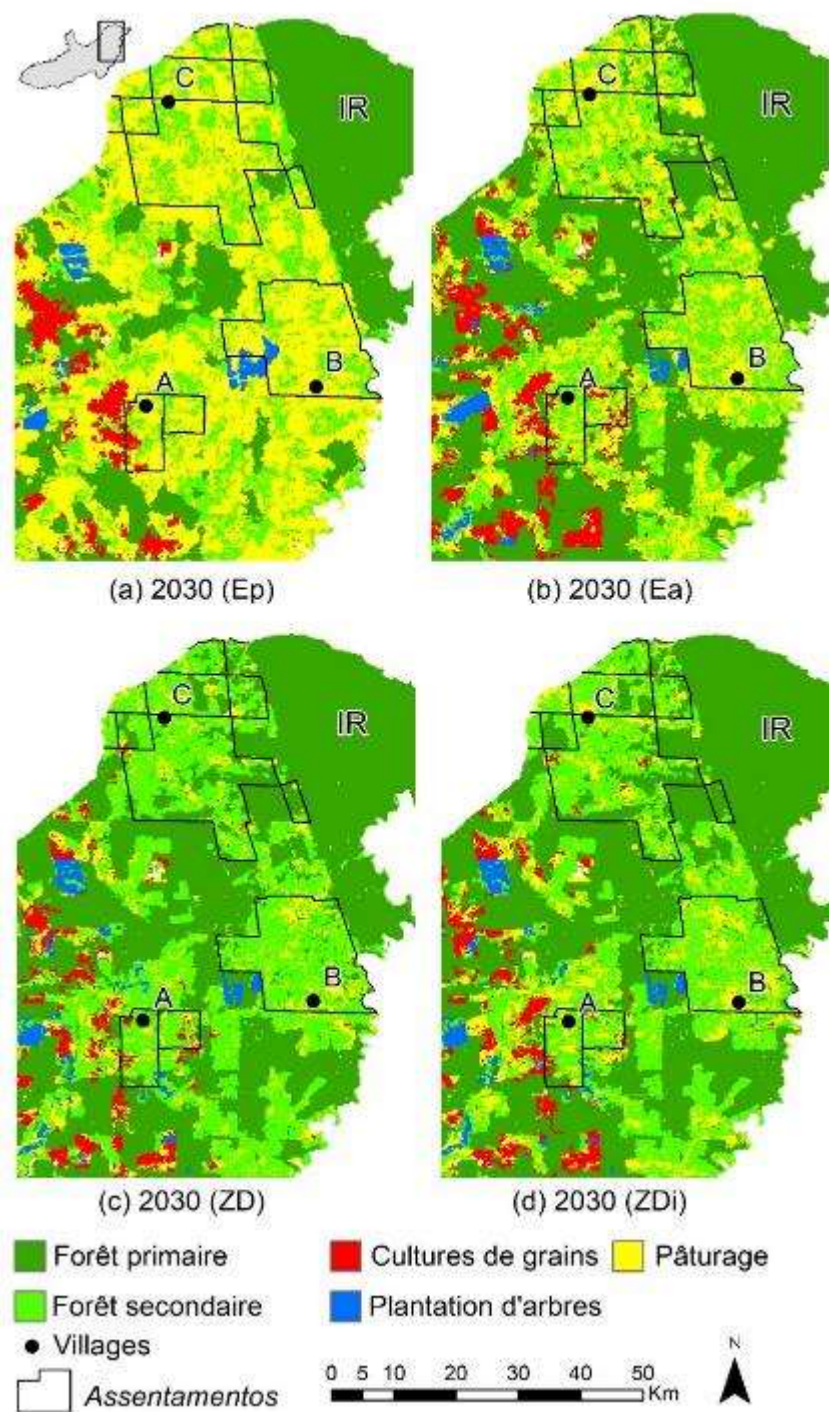 C
IR
A
B
(a) 2030 (Ep)
C
IR
A
B
(b) 2030 (Ea)
C
IR
A
B
(c) 2030 (ZD)
C
IR
A
B
(d) 2030 (ZDi)
Forêt primaire
Cultures de grains
Pâturage
Forêt secondaire
Plantation d'arbres
Villages
Assentamentos
0 5 10 20 30 40 50
Km
N